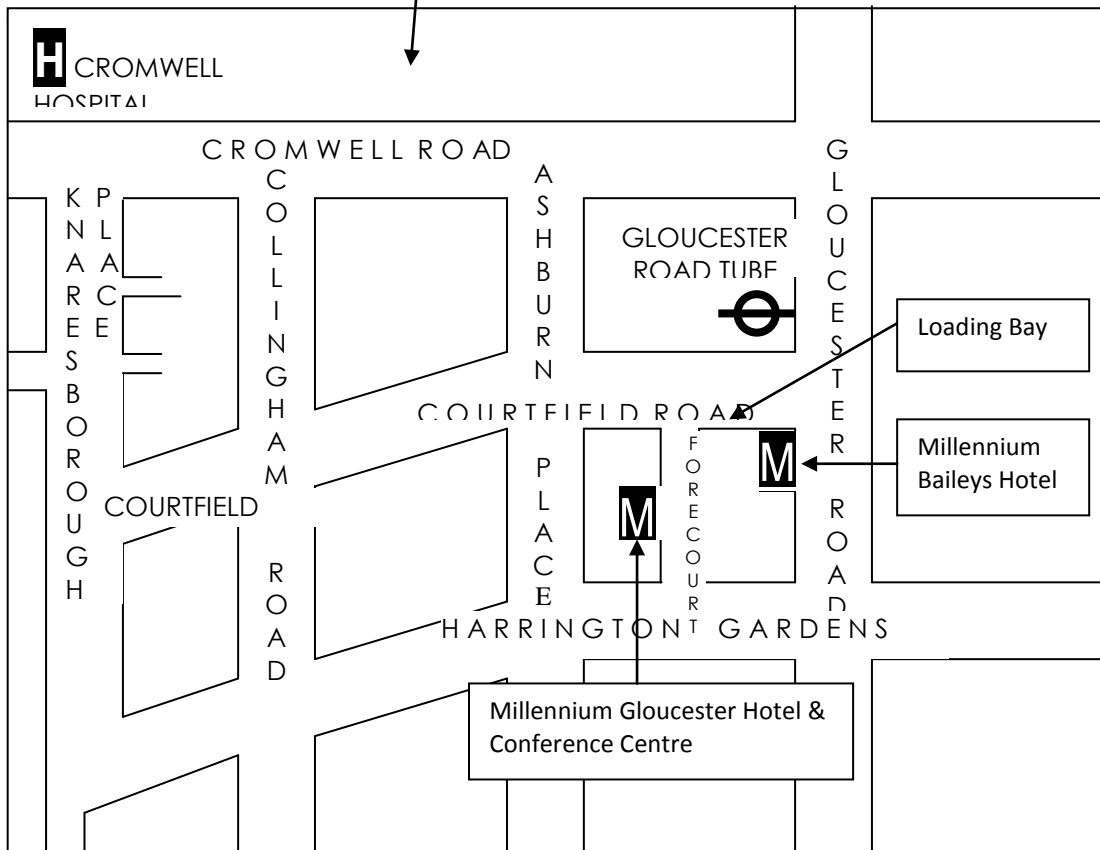 H CROMWELL
HOSPITAL
CROMWELL ROAD
KNARESBOROUGH
PLACE
COLLINGHAM
ROAD
ASHBURN
PLACE
GLOUCESTER
ROAD
GLOUCESTER
ROAD TUBE
Loading Bay
COURTFIELD ROAD
M
Millennium
Baileys Hotel
FORECOURT
M
COURTFIELD
HARRINGTON GARDENS
Millennium Gloucester Hotel &
Conference Centre